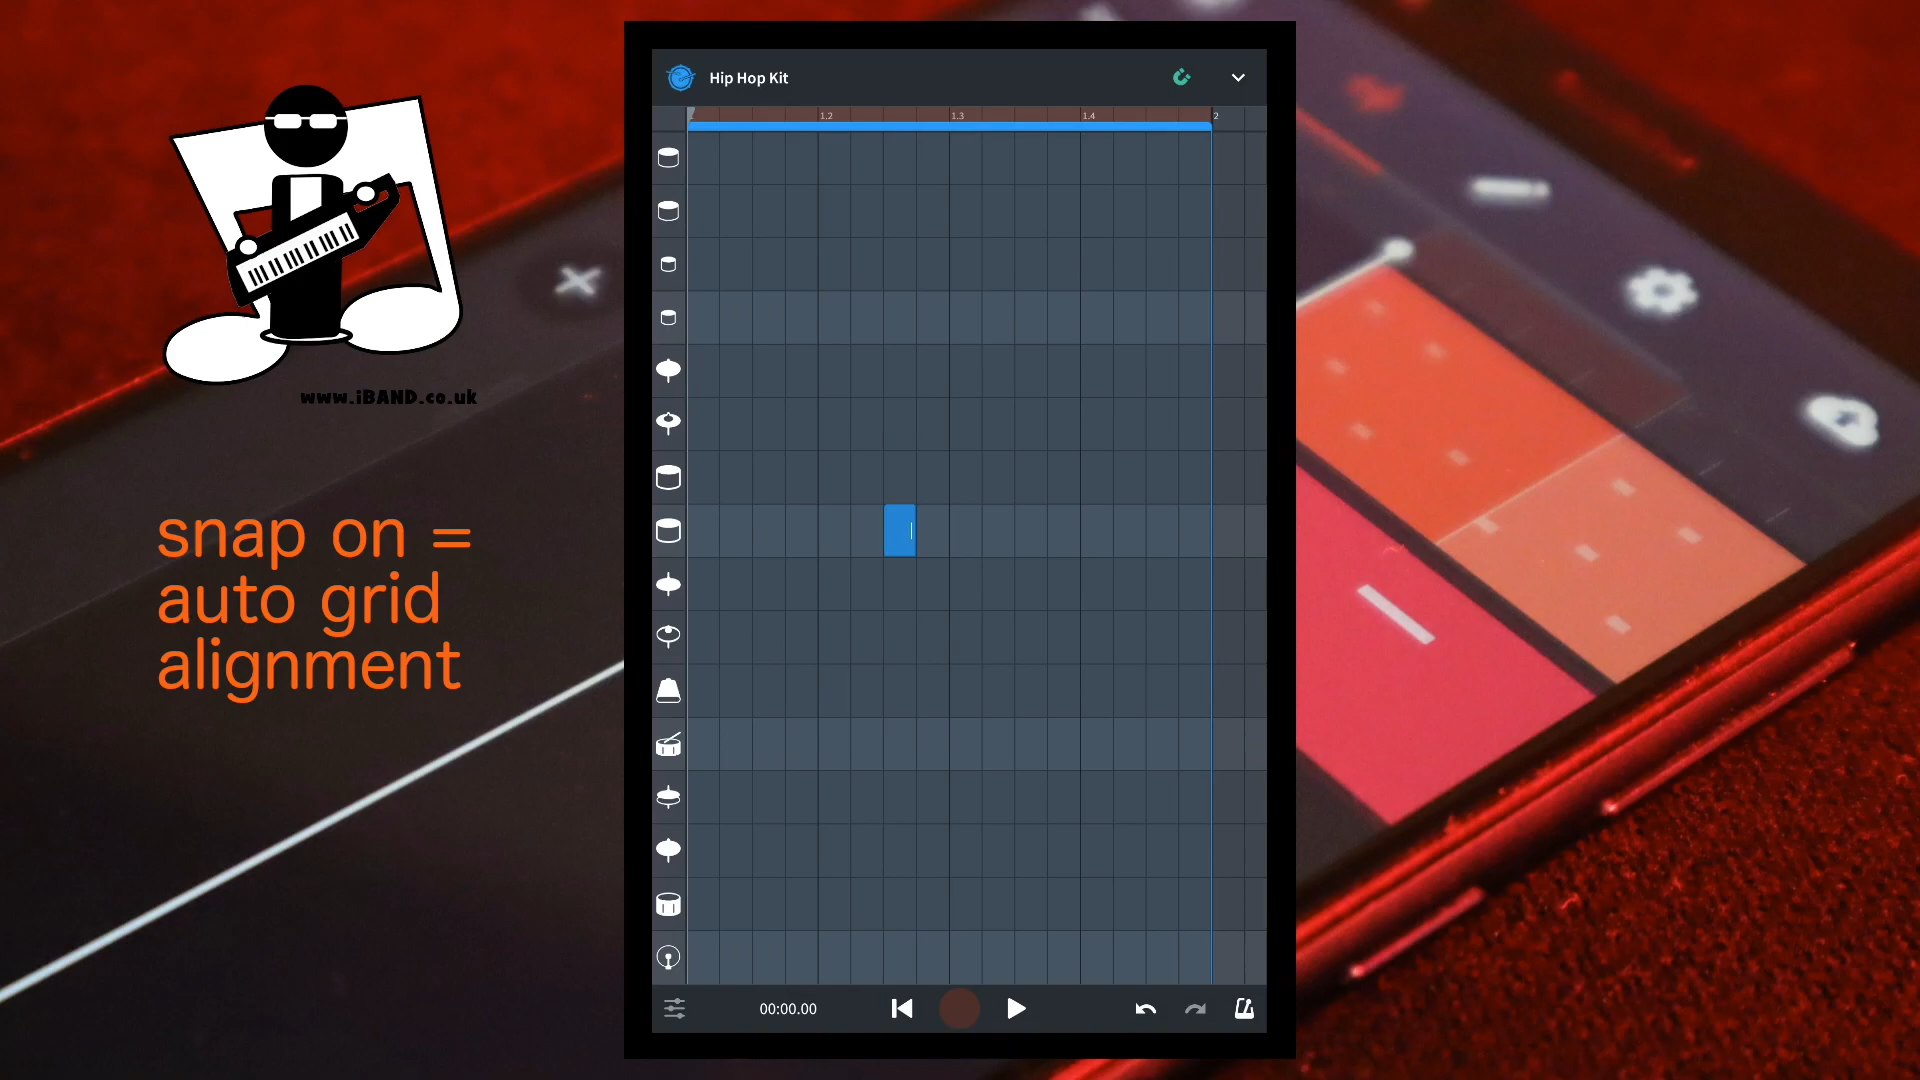 www.iBAND.co.uk
snap on =
auto grid
alignment
Hip Hop Kit
1.2 1.3 1.4 2
00:00.00